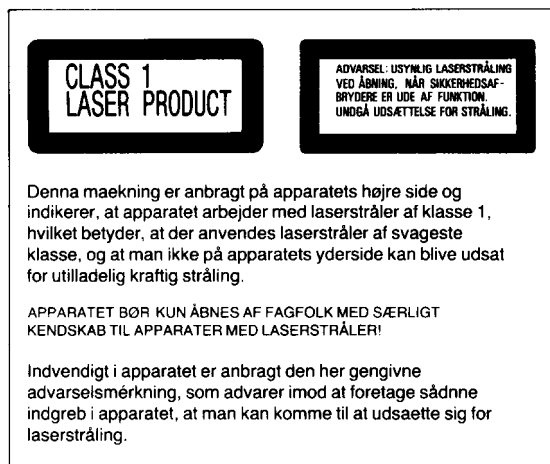 CLASS 1
LASER PRODUCT
ADVARSEL: USYNLIG LASERSTRÅLING
VED ÅBNING, NÅR SIKKERHEDSAF-
BRYDERE ER UDE AF FUNKTION.
UNDGÅ UDSÆTTELSE FOR STRÅLING.
Denna maekning er anbragt på apparatets højre side og
indikerer, at apparatet arbejder med laserstråler af klasse 1,
hvilket betyder, at der anvendes laserstråler af svageste
klasse, og at man ikke på apparatets yderside kan blive udsat
for utilladelig kraftig stråling.
APPARATET BØR KUN ÅBNES AF FAGFOLK MED SÆRLIGT
KENDSKAB TIL APPARATER MED LASERSTRÅLER!
Indvendigt i apparatet er anbragt den her gengivne
advarselsmérkning, som advarer imod at foretage sådnne
indgreb i apparatet, at man kan komme til at udsaette sig for
laserstråling.